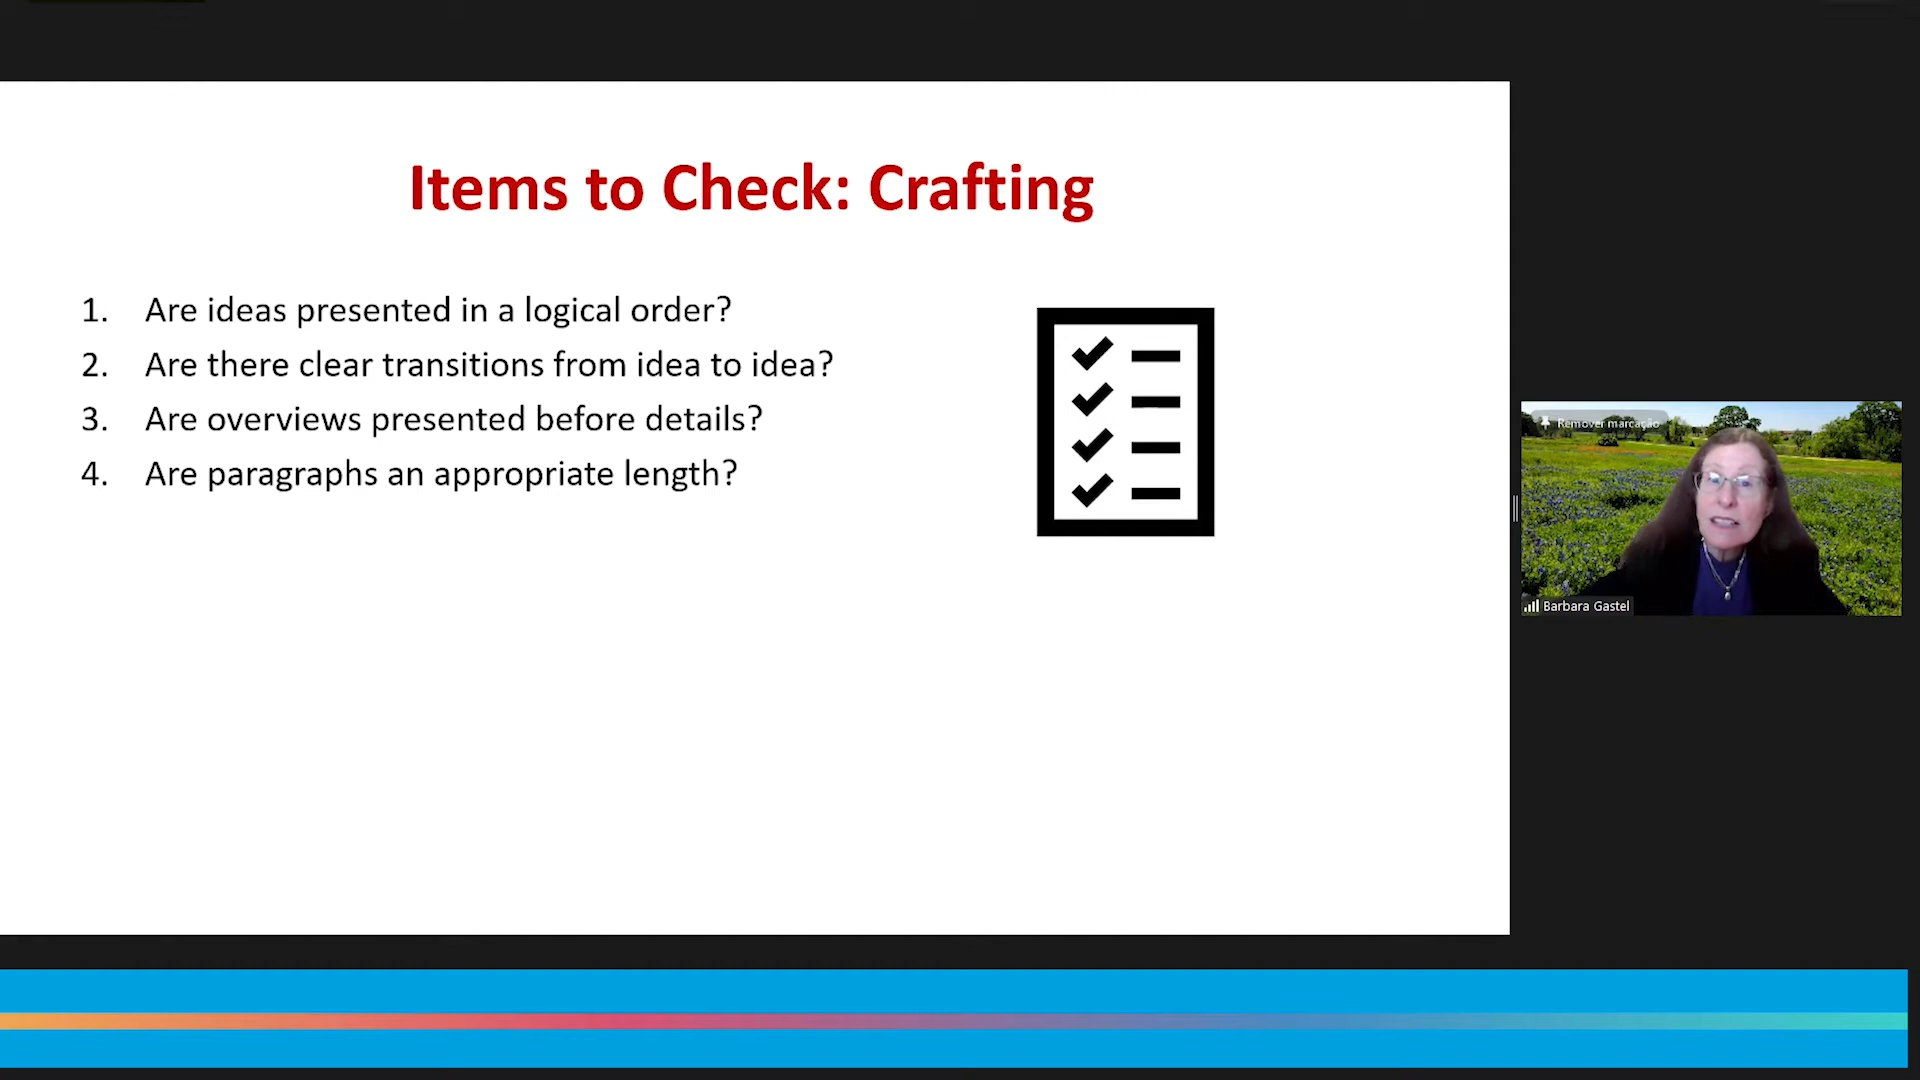 Items to Check: Crafting
1. Are ideas presented in a logical order?
2. Are there clear transitions from idea to idea?
3. Are overviews presented before details?
4. Are paragraphs an appropriate length?
Remover marcação
Barbara Gastel